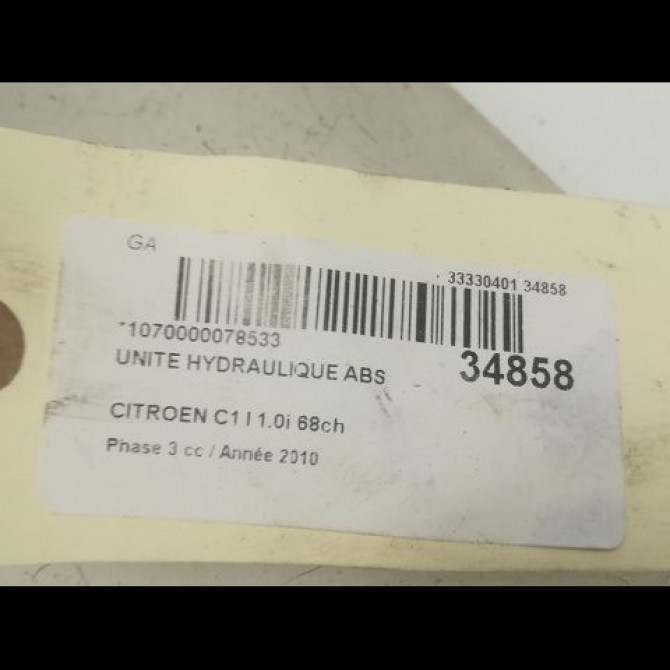 GA
33330401 34858
*1070000078533
UNITE HYDRAULIQUE ABS
34858
CITROEN C1 I 1.0i 68ch
Phase 3 cc / Année 2010